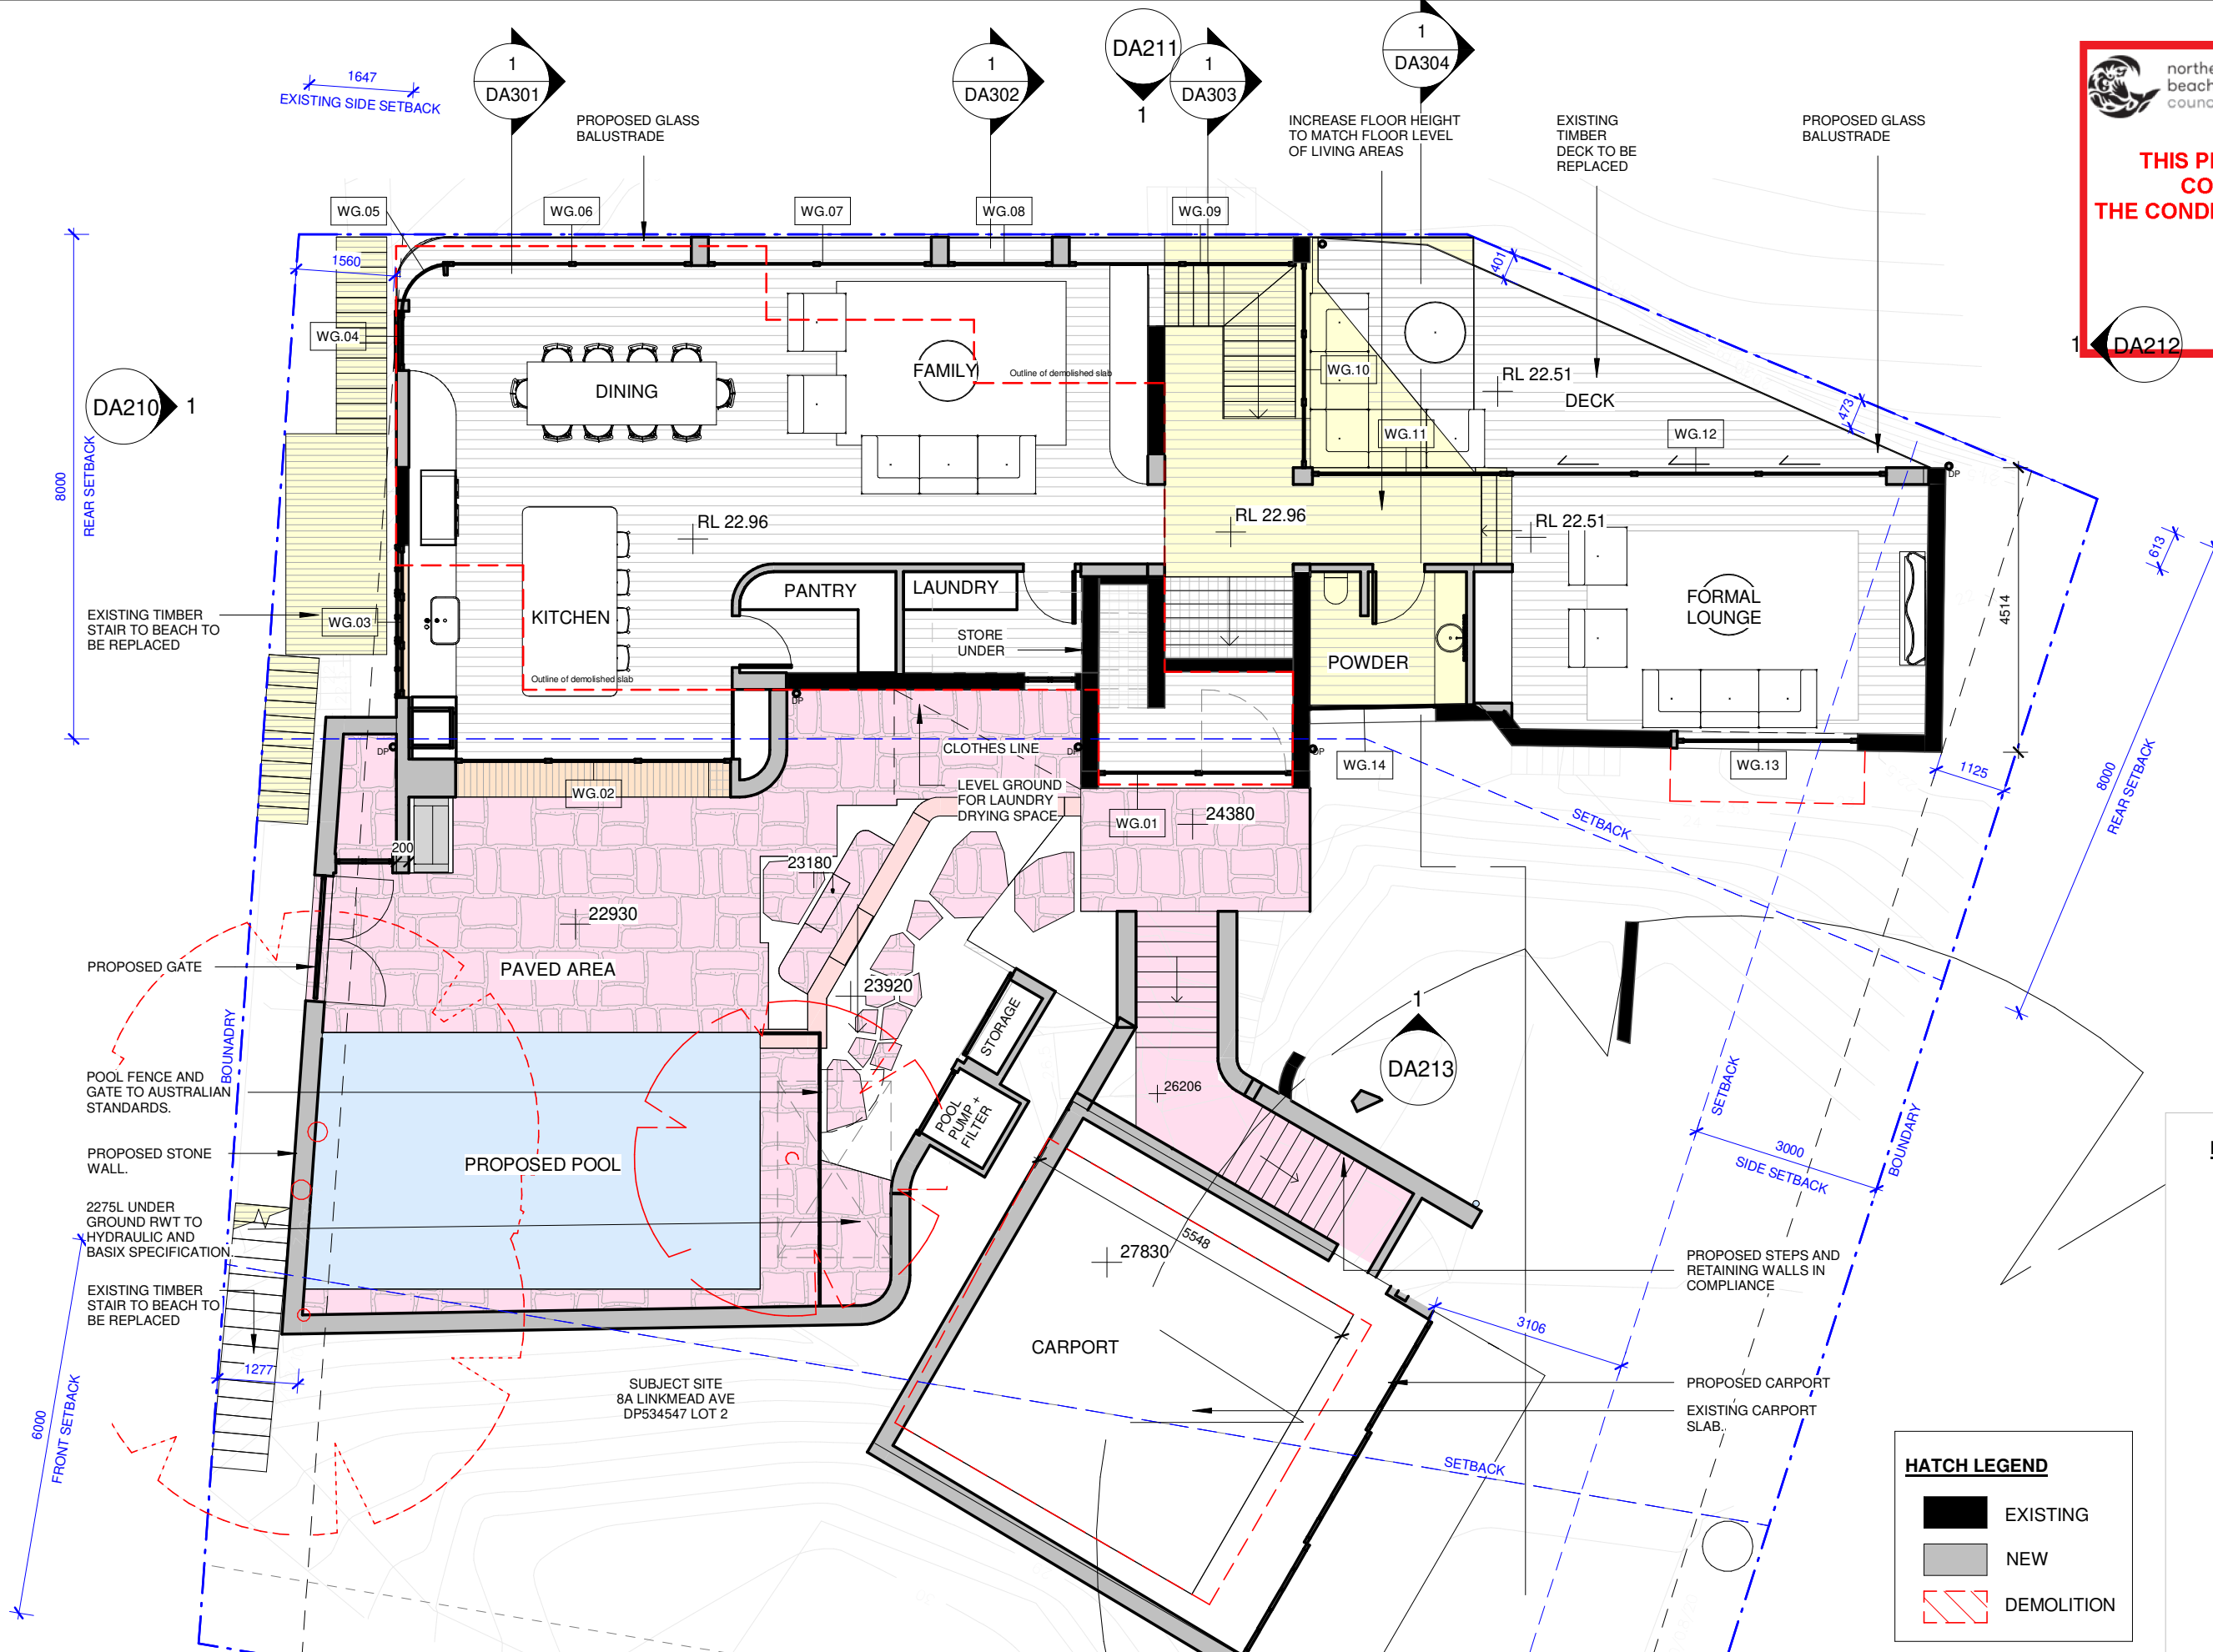 1647
EXISTING SIDE SETBACK
1
DA301
1
DA302
DA211
1
1
DA303
1
DA304
PROPOSED GLASS
BALUSTRADE
INCREASE FLOOR HEIGHT
TO MATCH FLOOR LEVEL
OF LIVING AREAS
EXISTING
TIMBER
DECK TO BE
REPLACED
PROPOSED GLASS
BALUSTRADE
THE
THIS
WG.05
WG.06
WG.07
WG.08
WG.09
1560
401
WG.04
DA210
1
1
DA212
DINING
FAMILY
Outline of demolished slab
WG.10
RL 22.51
DECK
473
WG.11
WG.12
DP
8000
REAR SETBACK
RL 22.96
RL 22.96
RL 22.51
613
PANTRY
LAUNDRY
KITCHEN
STORE
UNDER
POWDER
FORMAL
LOUNGE
4514
EXISTING TIMBER
STAIR TO BEACH TO
BE REPLACED
WG.03
Outline of demolished slab
DP
DP
DP
DP
CLOTHES LINE
WG.14
WG.13
1125
8000
REAR SETBACK
WG.02
LEVEL GROUND
FOR LAUNDRY
DRYING SPACE
WG.01
24380
SETBACK
200
23180
22930
PROPOSED GATE
PAVED AREA
23920
STORAGE
1
DA213
BOUNADRY
POOL FENCE AND
GATE TO AUSTRALIAN
STANDARDS.
POOL
PUMP +
FILTER
26206
SETBACK
BOUNDARY
3000
SIDE SETBACK
PROPOSED STONE
WALL.
PROPOSED POOL
2275L UNDER
GROUND RWT TO
HYDRAULIC AND
BASIX SPECIFICATION.
27830
5548
PROPOSED STEPS AND
RETAINING WALLS IN
COMPLIANCE
EXISTING TIMBER
STAIR TO BEACH TO
BE REPLACED
3106
CARPORT
1277
6000
FRONT SETBACK
SUBJECT SITE
8A LINKMEAD AVE
DP534547 LOT 2
PROPOSED CARPORT
EXISTING CARPORT
SLAB.
SETBACK
HATCH LEGEND
EXISTING
NEW
DEMOLITION